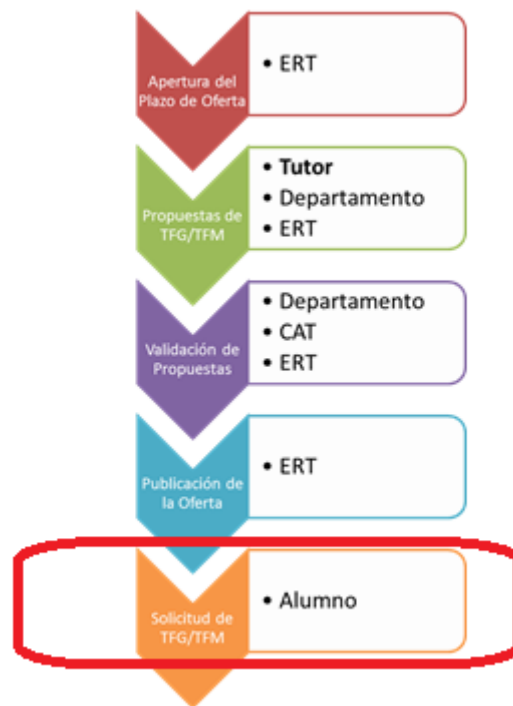 Apertura del
Plazo de Oferta
• ERT
Propuestas de
TFG/TFM
• Tutor
• Departamento
• ERT
Validación de
Propuestas
• Departamento
• CAT
• ERT
Publicación de
la Oferta
• ERT
Solicitud de
TFG/TFM
• Alumno